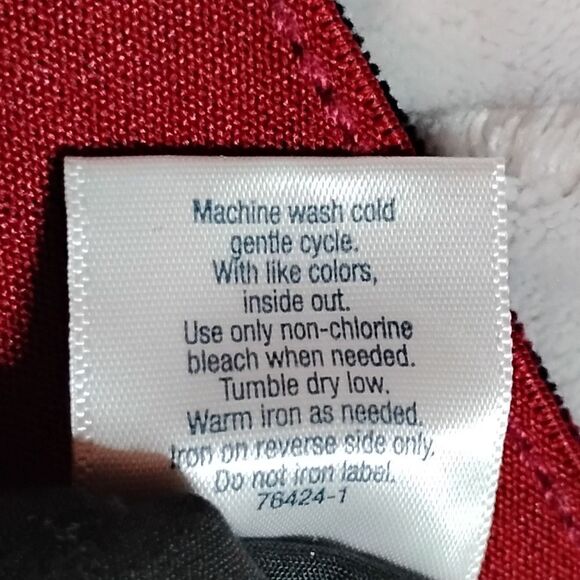 Machine wash cold
gentle cycle.
With like colors,
inside out.
Use only non-chlorine
bleach when needed.
Tumble dry low.
Warm iron as needed.
Iron on reverse side only.
Do not iron label.
76424-1